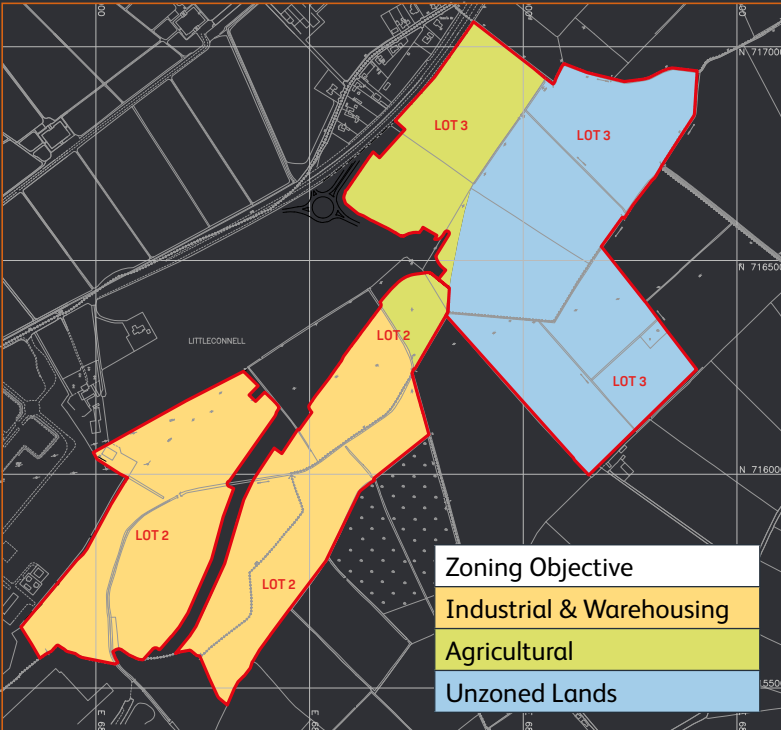 N 717000
LOT 3
LOT 3
N 716500
LOT 2
LITTLECONNELL
LOT 3
N 716000
LOT 2
LOT 2
Zoning Objective
Industrial & Warehousing
Agricultural
Unzoned Lands